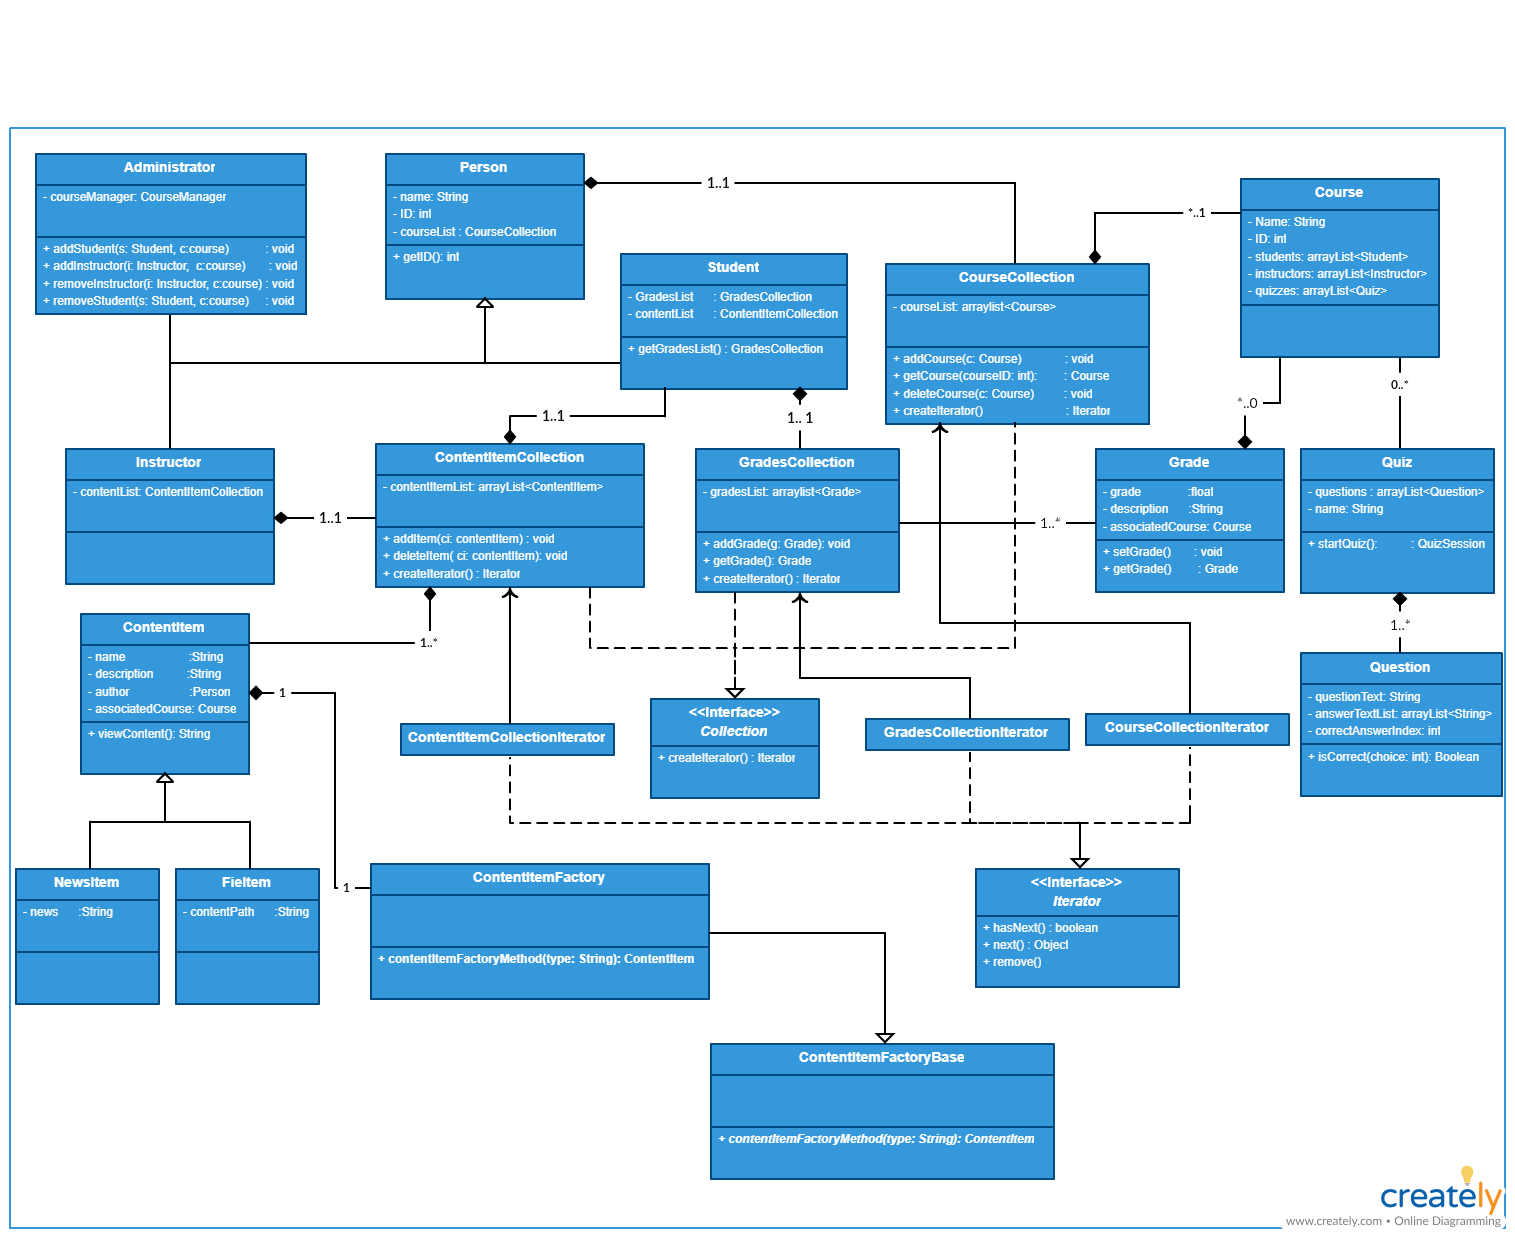 Administrator
- courseManager: CourseManager
+ addStudent(s: Student, c:course) : void
+ addInstructor(i: Instructor, c:course) : void
+ removeInstructor(i: Instructor, c:course) : void
+ removeStudent(s: Student, c:course) : void
Person
- name: String
- ID: int
- courseList : CourseCollection
+ getID(): int
1..1
Student
- GradesList : GradesCollection
- contentList : ContentItemCollection
+ getGradesList() : GradesCollection
CourseCollection
- courseList: arraylist<Course>
+ addCourse(c: Course) : void
+ getCourse(courseID: int): : Course
+ deleteCourse(c: Course) : void
+ createIterator() : Iterator
*..1
Course
- Name: String
- ID: int
- students: arrayList<Student>
- instructors: arrayList<Instructor>
- quizzes: arrayList<Quiz>
0..*
*..0
1..1
1.. 1
Instructor
- contentList: ContentItemCollection
1..1
ContentItemCollection
- contentItemList: arrayList<ContentItem>
+ addItem(ci: contentItem) : void
+ deleteItem( ci: contentItem): void
+ createIterator() : Iterator
GradesCollection
- gradesList: arraylist<Grade>
+ addGrade(g: Grade): void
+ getGrade(): Grade
+ createIterator() : Iterator
1..*
Grade
- grade :float
- description :String
- associatedCourse: Course
+ setGrade() : void
+ getGrade() : Grade
Quiz
- questions : arrayList<Question>
- name: String
+ startQuiz(): : QuizSession
1..*
ContentItem
- name :String
- description :String
- author :Person
- associatedCourse: Course
+ viewContent(): String
1..*
1
ContentItemCollectionIterator
<<Interface>>
Collection
+ createIterator() : Iterator
GradesCollectionIterator
CourseCollectionIterator
Question
- questionText: String
- answerTextList: arrayList<String>
- correctAnswerIndex: int
+ isCorrect(choice: int): Boolean
NewsItem
- news :String
FieItem
- contentPath :String
1
ContentItemFactory
+ contentItemFactoryMethod(type: String): ContentItem
<<Interface>>
Iterator
+ hasNext() : boolean
+ next() : Object
+ remove()
ContentItemFactoryBase
+ contentItemFactoryMethod(type: String): ContentItem
creately
www.creately.com • Online Diagramming